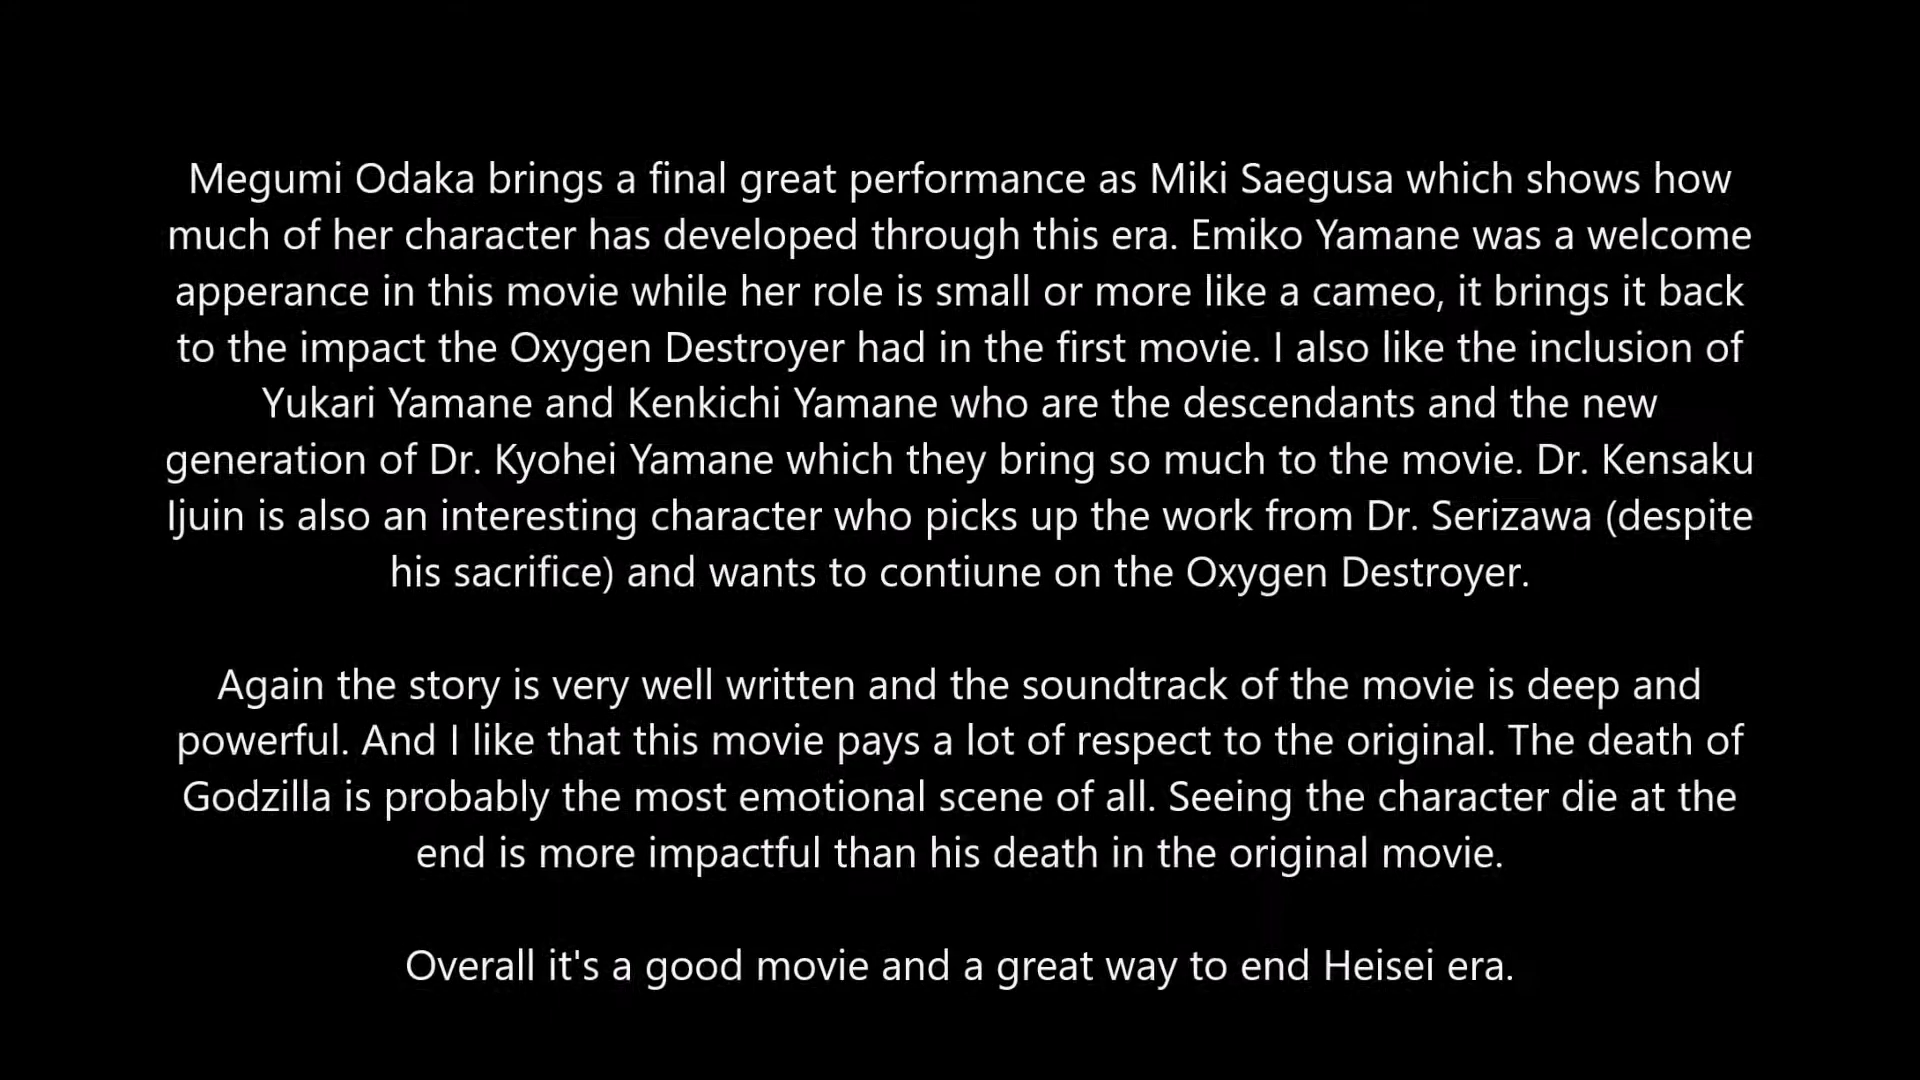 Megumi Odaka brings a final great performance as Miki Saegusa which shows how
much of her character has developed through this era. Emiko Yamane was a welcome
apperance in this movie while her role is small or more like a cameo, it brings it back
to the impact the Oxygen Destroyer had in the first movie. I also like the inclusion of
Yukari Yamane and Kenkichi Yamane who are the descendants and the new
generation of Dr. Kyohei Yamane which they bring so much to the movie. Dr. Kensaku
Ijuin is also an interesting character who picks up the work from Dr. Serizawa (despite
his sacrifice) and wants to contiune on the Oxygen Destroyer.
Again the story is very well written and the soundtrack of the movie is deep and
powerful. And I like that this movie pays a lot of respect to the original. The death of
Godzilla is probably the most emotional scene of all. Seeing the character die at the
end is more impactful than his death in the original movie.
Overall it's a good movie and a great way to end Heisei era.